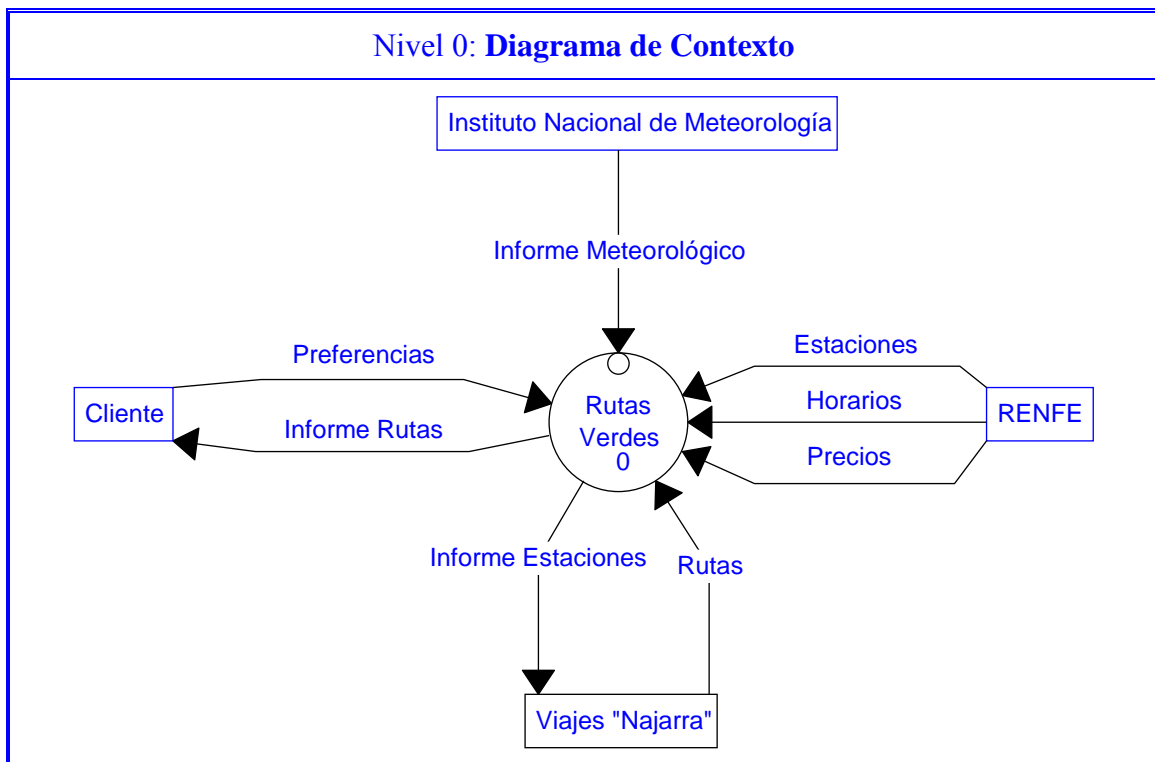 Nivel 0: Diagrama de Contexto
Instituto Nacional de Meteorología
Informe Meteorológico
Preferencias
Estaciones
Cliente
Rutas
Verdes
0
Horarios
RENFE
Informe Rutas
Precios
Informe Estaciones
Rutas
Viajes "Najarra"